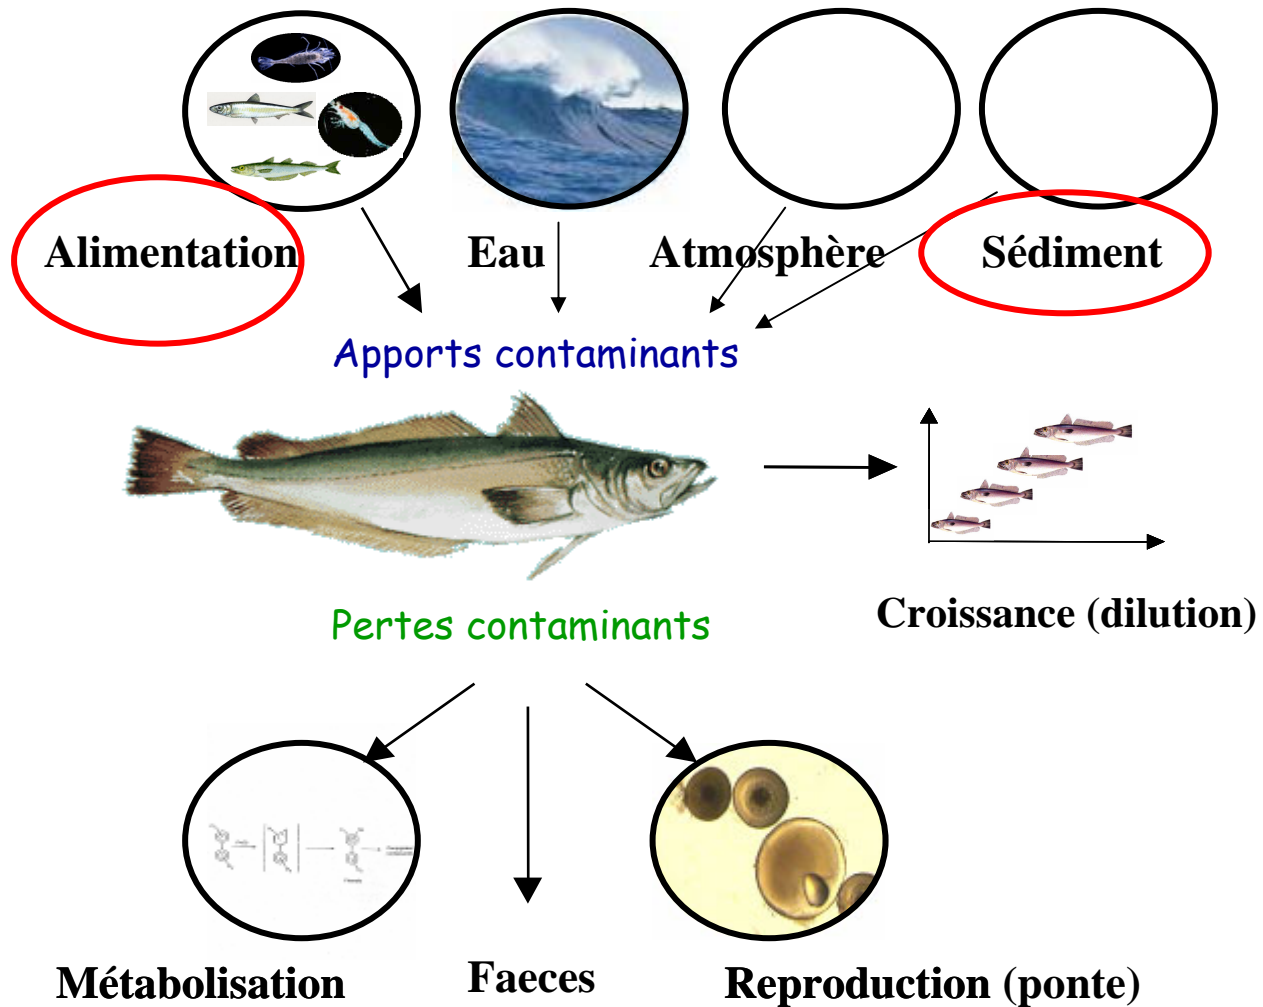 Alimentation
Eau
Atmosphère
Sédiment
Apports contaminants
Croissance (dilution)
Pertes contaminants
Métabolisation
Faeces
Reproduction (ponte)